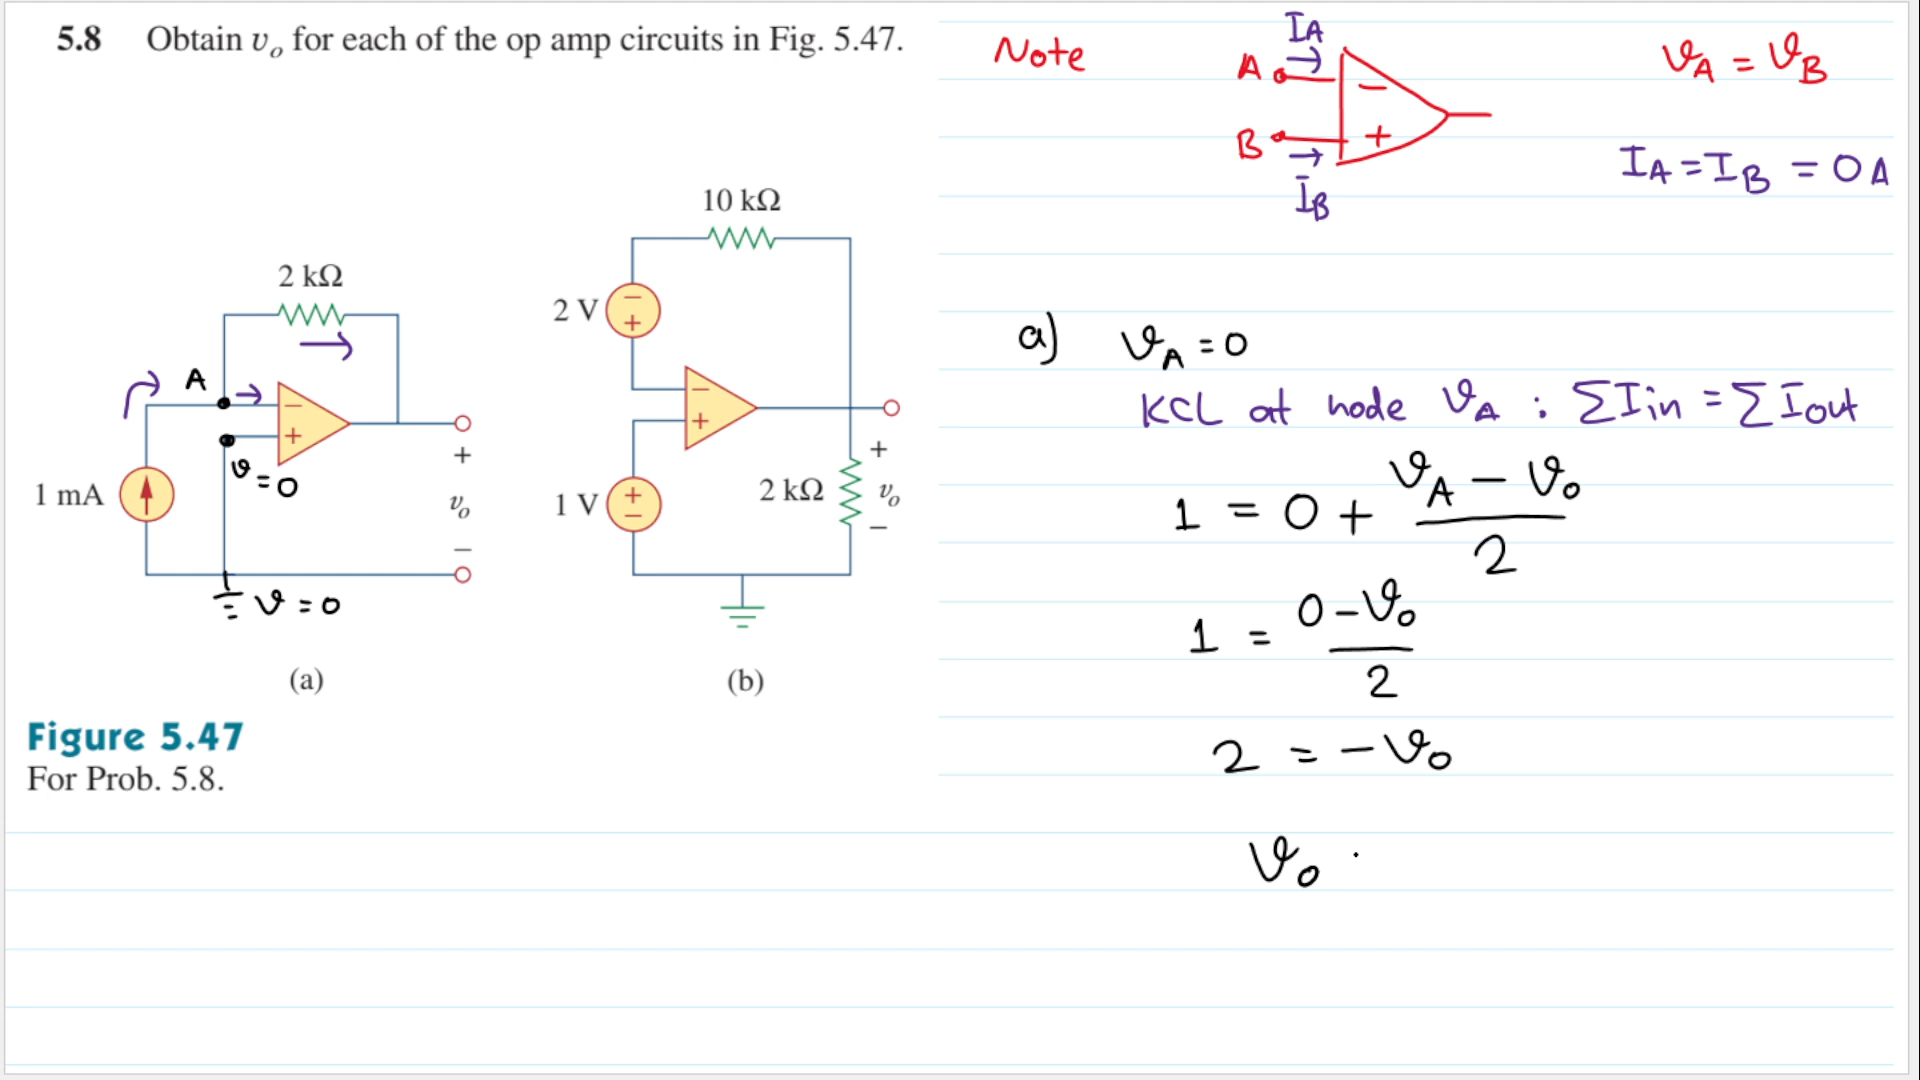 5.8 Obtain v_o for each of the op amp circuits in Fig. 5.47.
2 kΩ
A
−
+
v = 0
1 mA
+
v_o
−
v = 0
(a)
10 kΩ
2 V
−
+
−
+
1 V
+
−
2 kΩ
+
v_o
−
(b)
Figure 5.47
For Prob. 5.8.
Note
I_A
A
−
B
+
I_B
v_A = v_B
I_A = I_B = 0 A
a) v_A = 0
KCL at node v_A : ΣIin = ΣIout
1 = 0 + (v_A − v_o)/2
1 = (0 − v_o)/2
2 = − v_o
v_o